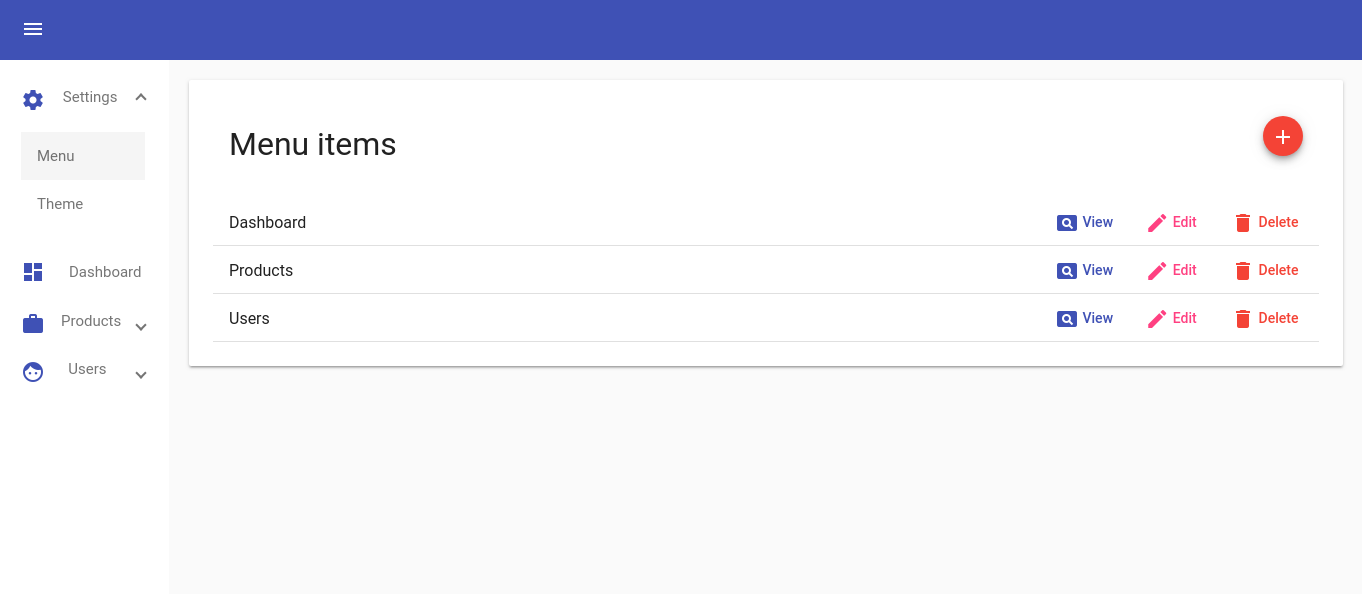 Settings
Menu
Theme
Dashboard
Products
Users
Menu items
Dashboard View Edit Delete
Products View Edit Delete
Users View Edit Delete